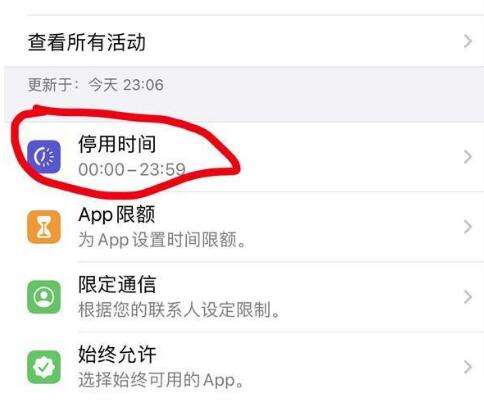 查看所有活动
更新于：今天 23:06
停用时间
00:00 – 23:59
App 限额
为 App 设置时间限额。
限定通信
根据您的联系人设定限制。
始终允许
选择始终可用的 App。